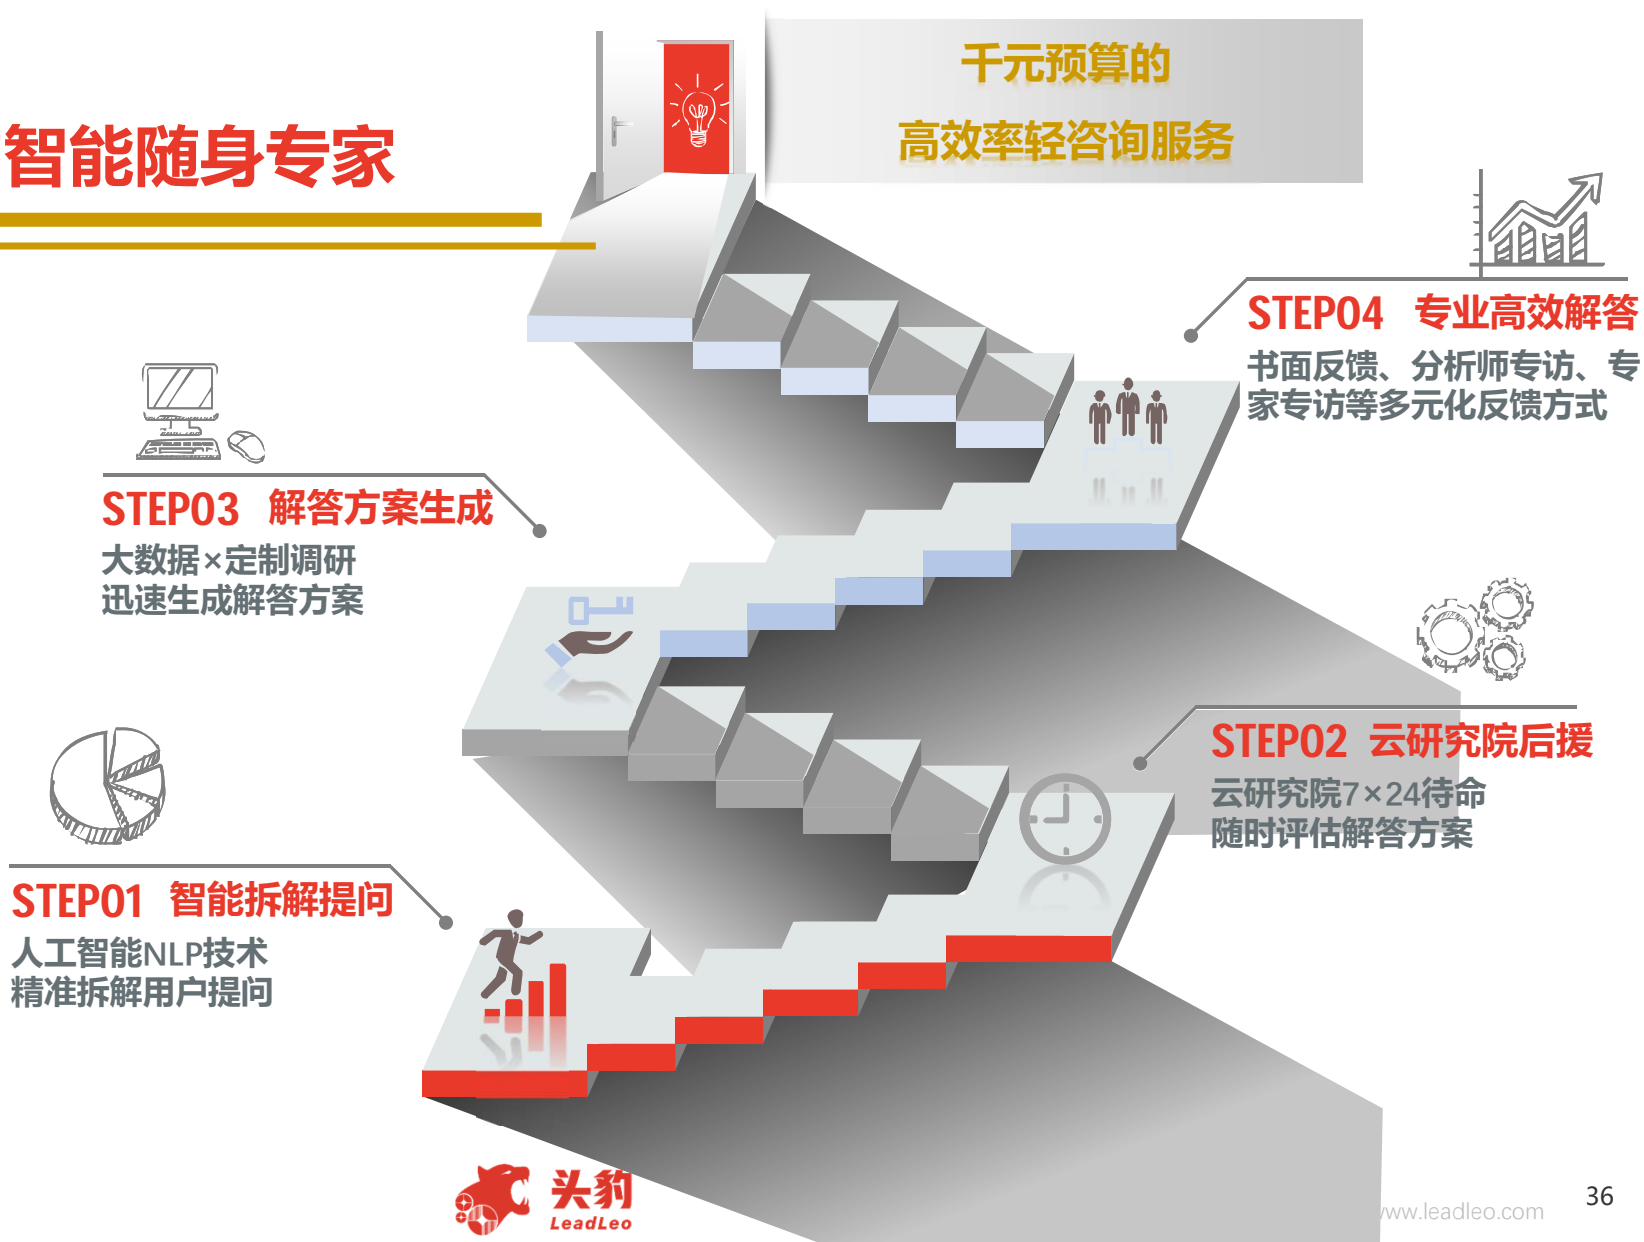 千元预算的
高效率轻咨询服务
智能随身专家
STEP04 专业高效解答
书面反馈、分析师专访、专
家专访等多元化反馈方式
STEP03 解答方案生成
大数据×定制调研
迅速生成解答方案
STEP02 云研究院后援
云研究院7×24待命
随时评估解答方案
STEP01 智能拆解提问
人工智能NLP技术
精准拆解用户提问
头豹
LeadLeo
www.leadleo.com
36